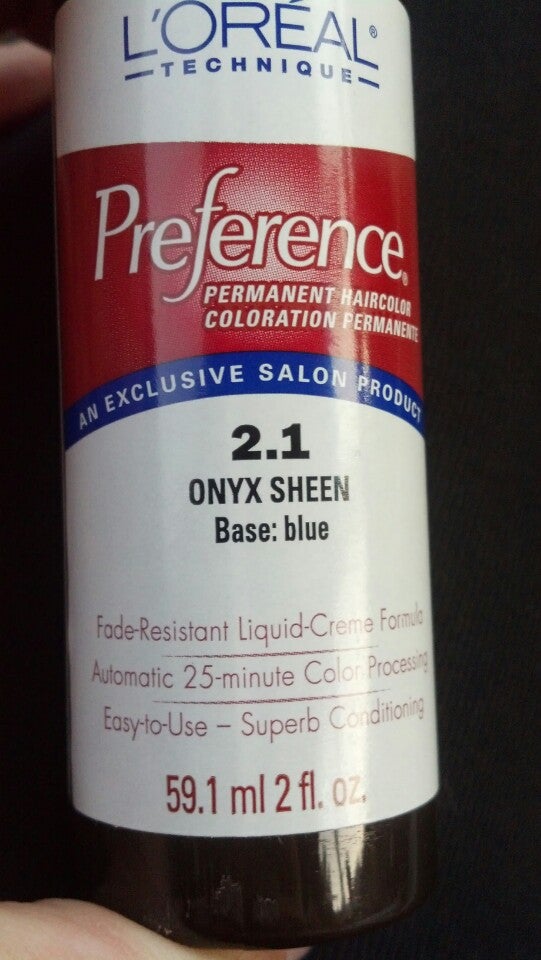 L'ORÉAL®
TECHNIQUE
Preference®
PERMANENT HAIRCOLOR
COLORATION PERMANENTE
AN EXCLUSIVE SALON PRODUCT
2.1
ONYX SHEEN
Base: blue
Fade-Resistant Liquid-Creme Formula
Automatic 25-minute Color Processing
Easy-to-Use – Superb Conditioning
59.1 ml 2 fl. oz.